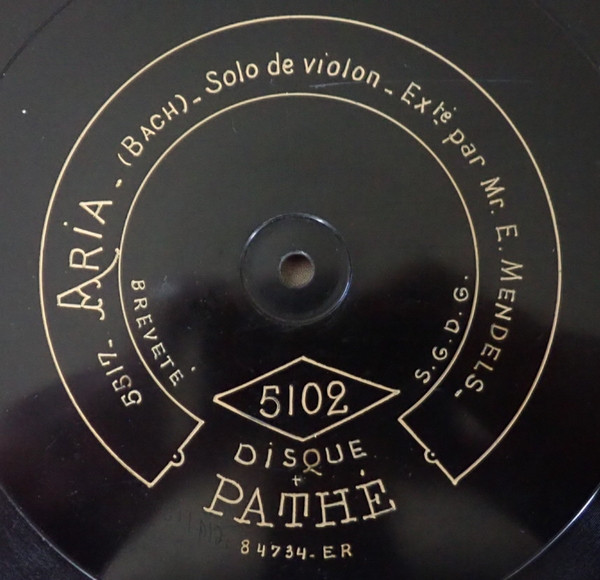 5517- ARIA - (BACH) - Solo de violon - Exté par Mr. E. MENDELS-
BREVETÉ S.G.D.G.
5102
DISQUE
+
PATHÉ
84734-ER